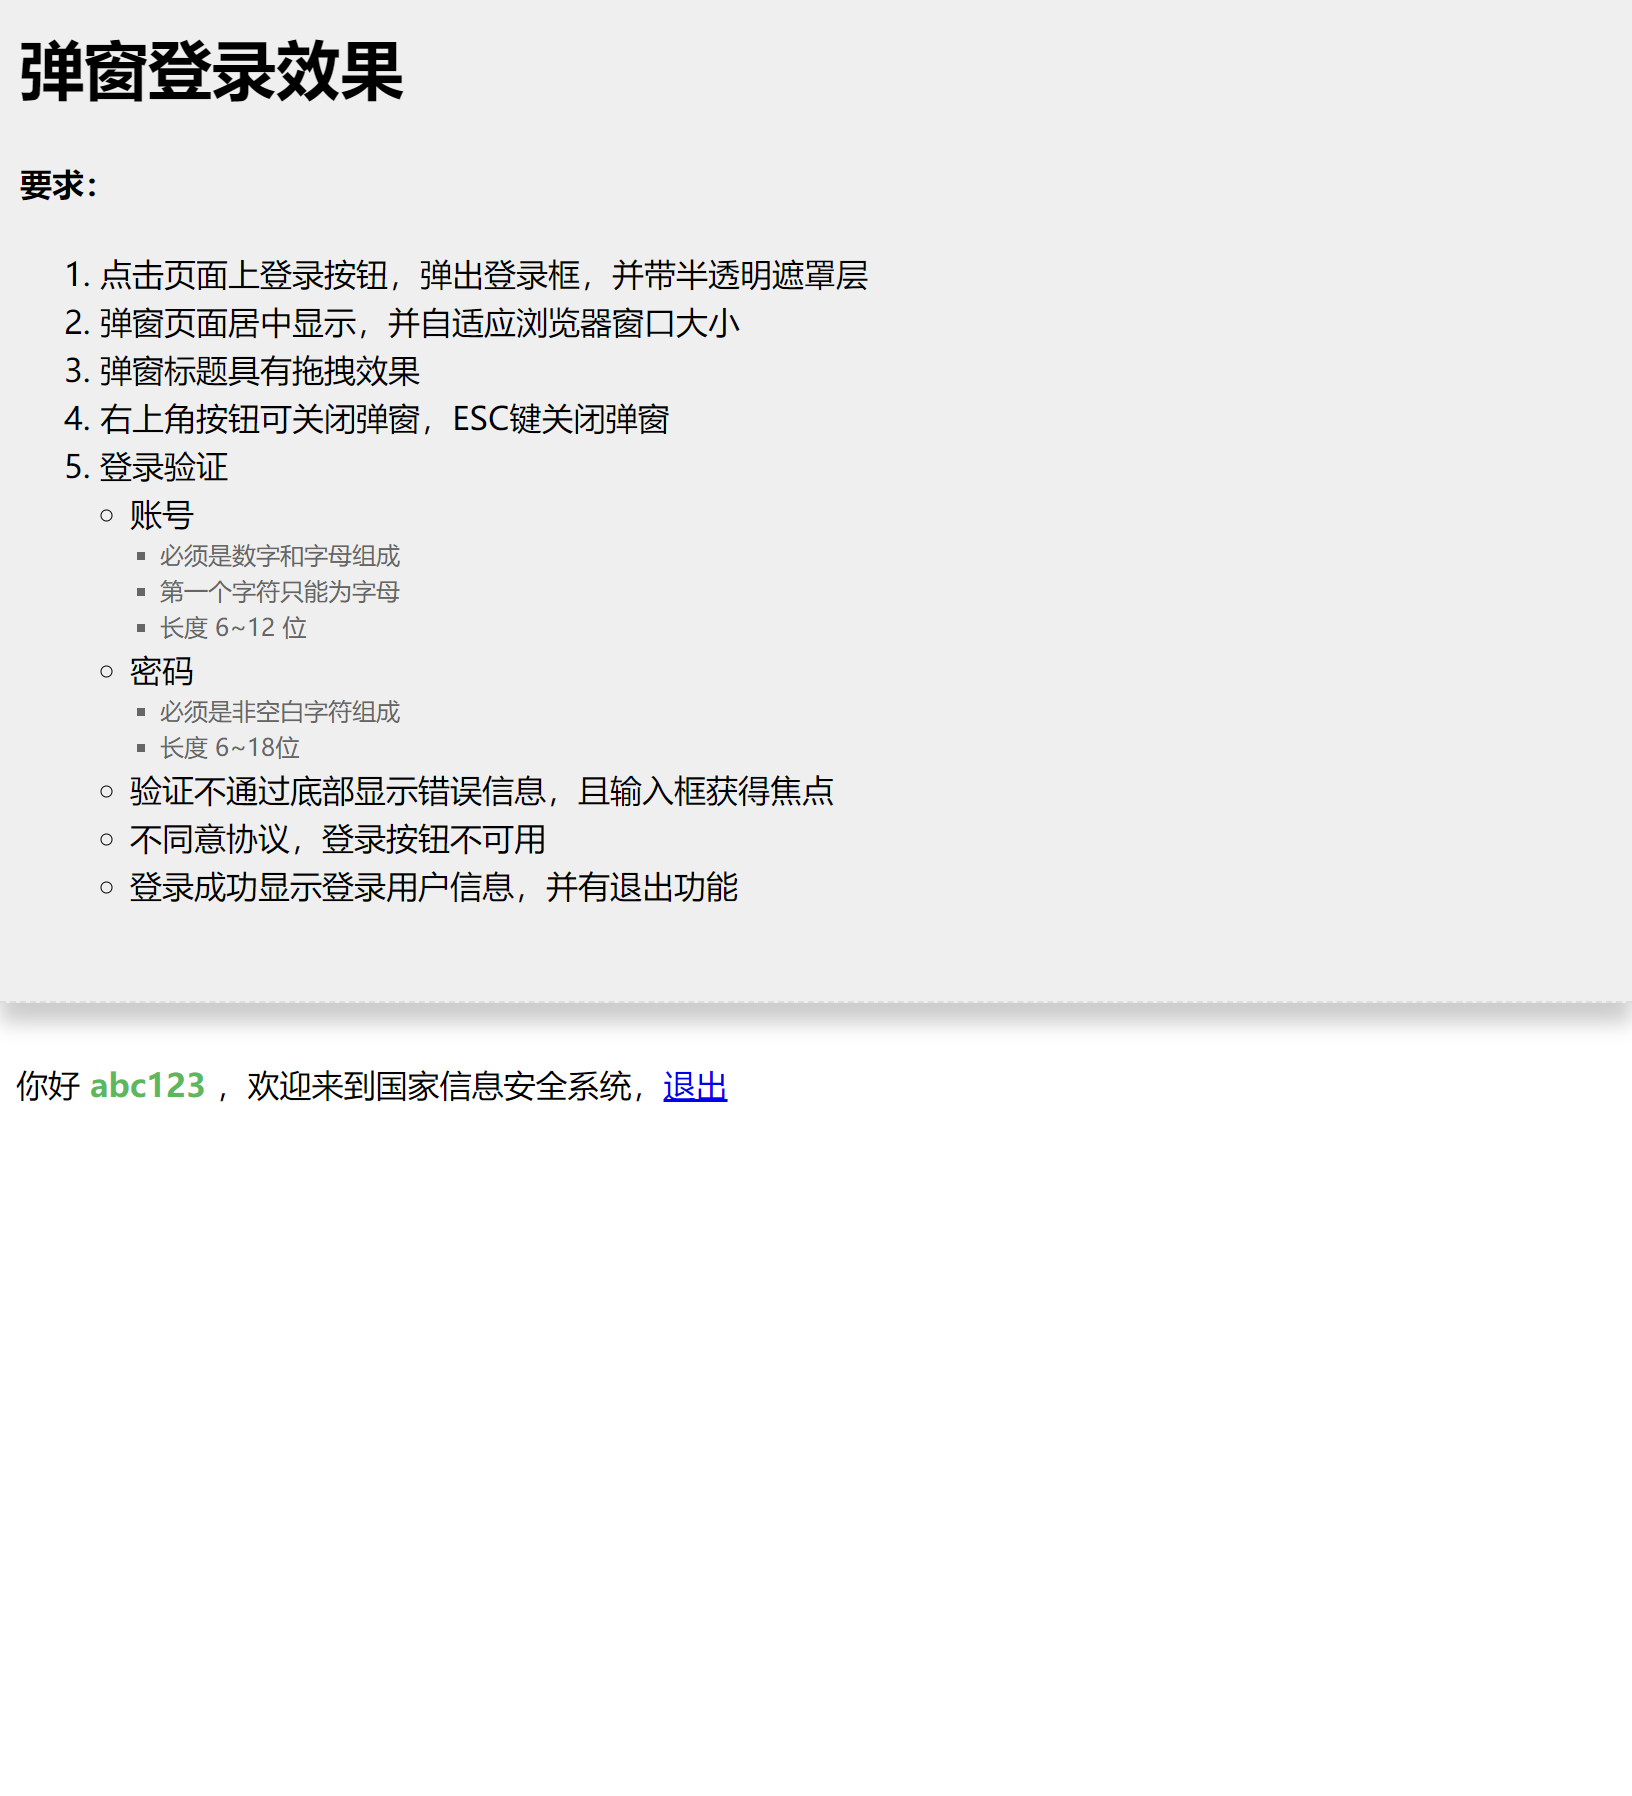 弹窗登录效果
要求：
1. 点击页面上登录按钮，弹出登录框，并带半透明遮罩层
2. 弹窗页面居中显示，并自适应浏览器窗口大小
3. 弹窗标题具有拖拽效果
4. 右上角按钮可关闭弹窗，ESC键关闭弹窗
5. 登录验证
账号
必须是数字和字母组成
第一个字符只能为字母
长度 6~12 位
密码
必须是非空白字符组成
长度 6~18位
验证不通过底部显示错误信息，且输入框获得焦点
不同意协议，登录按钮不可用
登录成功显示登录用户信息，并有退出功能
你好 abc123 ，欢迎来到国家信息安全系统，退出